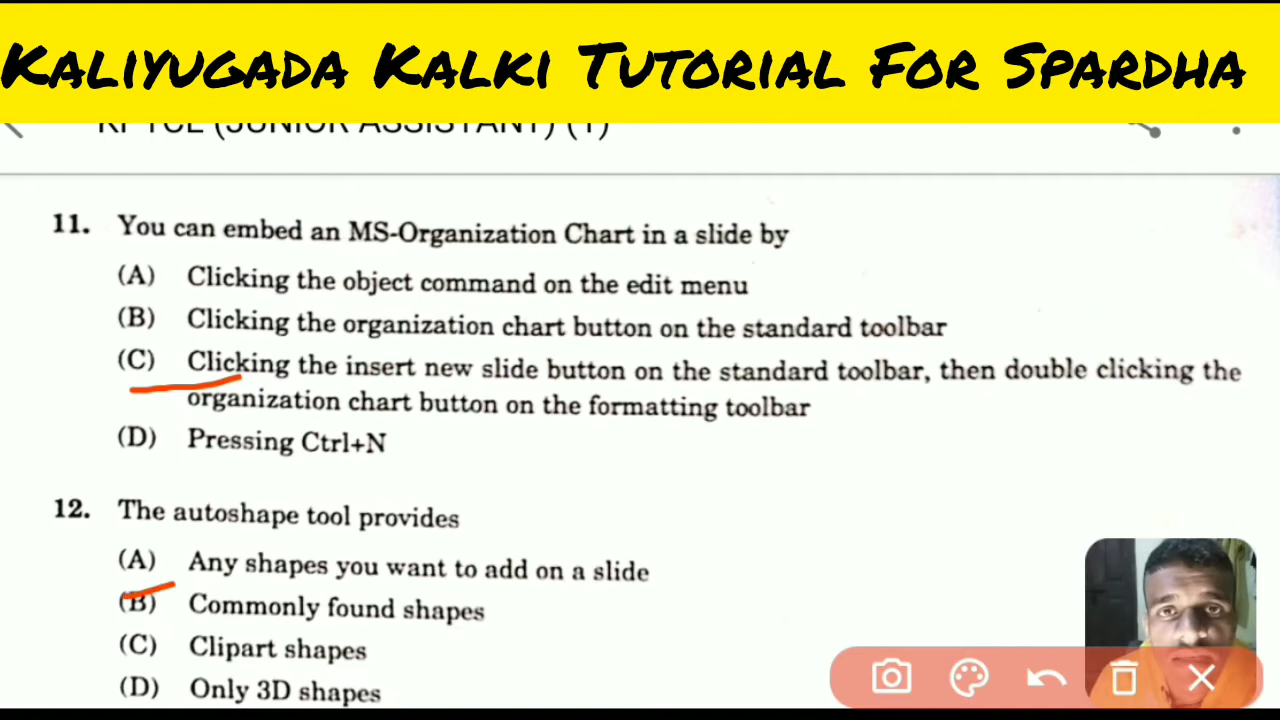 KALIYUGADA KALKI TUTORIAL FOR SPARDHA
KPTCL (JUNIOR ASSISTANT) (1)
11. You can embed an MS-Organization Chart in a slide by
(A) Clicking the object command on the edit menu
(B) Clicking the organization chart button on the standard toolbar
(C) Clicking the insert new slide button on the standard toolbar, then double clicking the
organization chart button on the formatting toolbar
(D) Pressing Ctrl+N
12. The autoshape tool provides
(A) Any shapes you want to add on a slide
(B) Commonly found shapes
(C) Clipart shapes
(D) Only 3D shapes